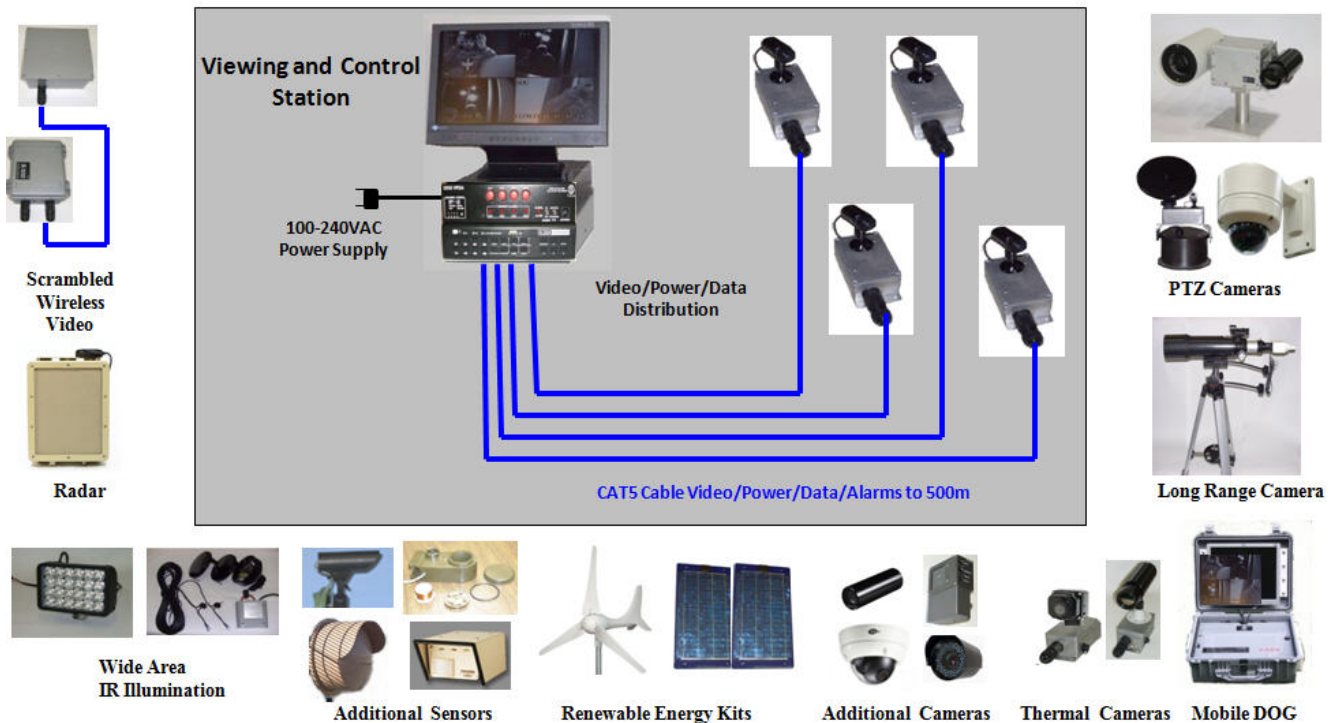 Viewing and Control
Station
100-240VAC
Power Supply
Video/Power/Data
Distribution
CAT5 Cable Video/Power/Data/Alarms to 500m
Scrambled
Wireless
Video
Radar
PTZ Cameras
Long Range Camera
Wide Area
IR Illumination
Additional Sensors
Renewable Energy Kits
Additional Cameras
Thermal Cameras
Mobile DOG